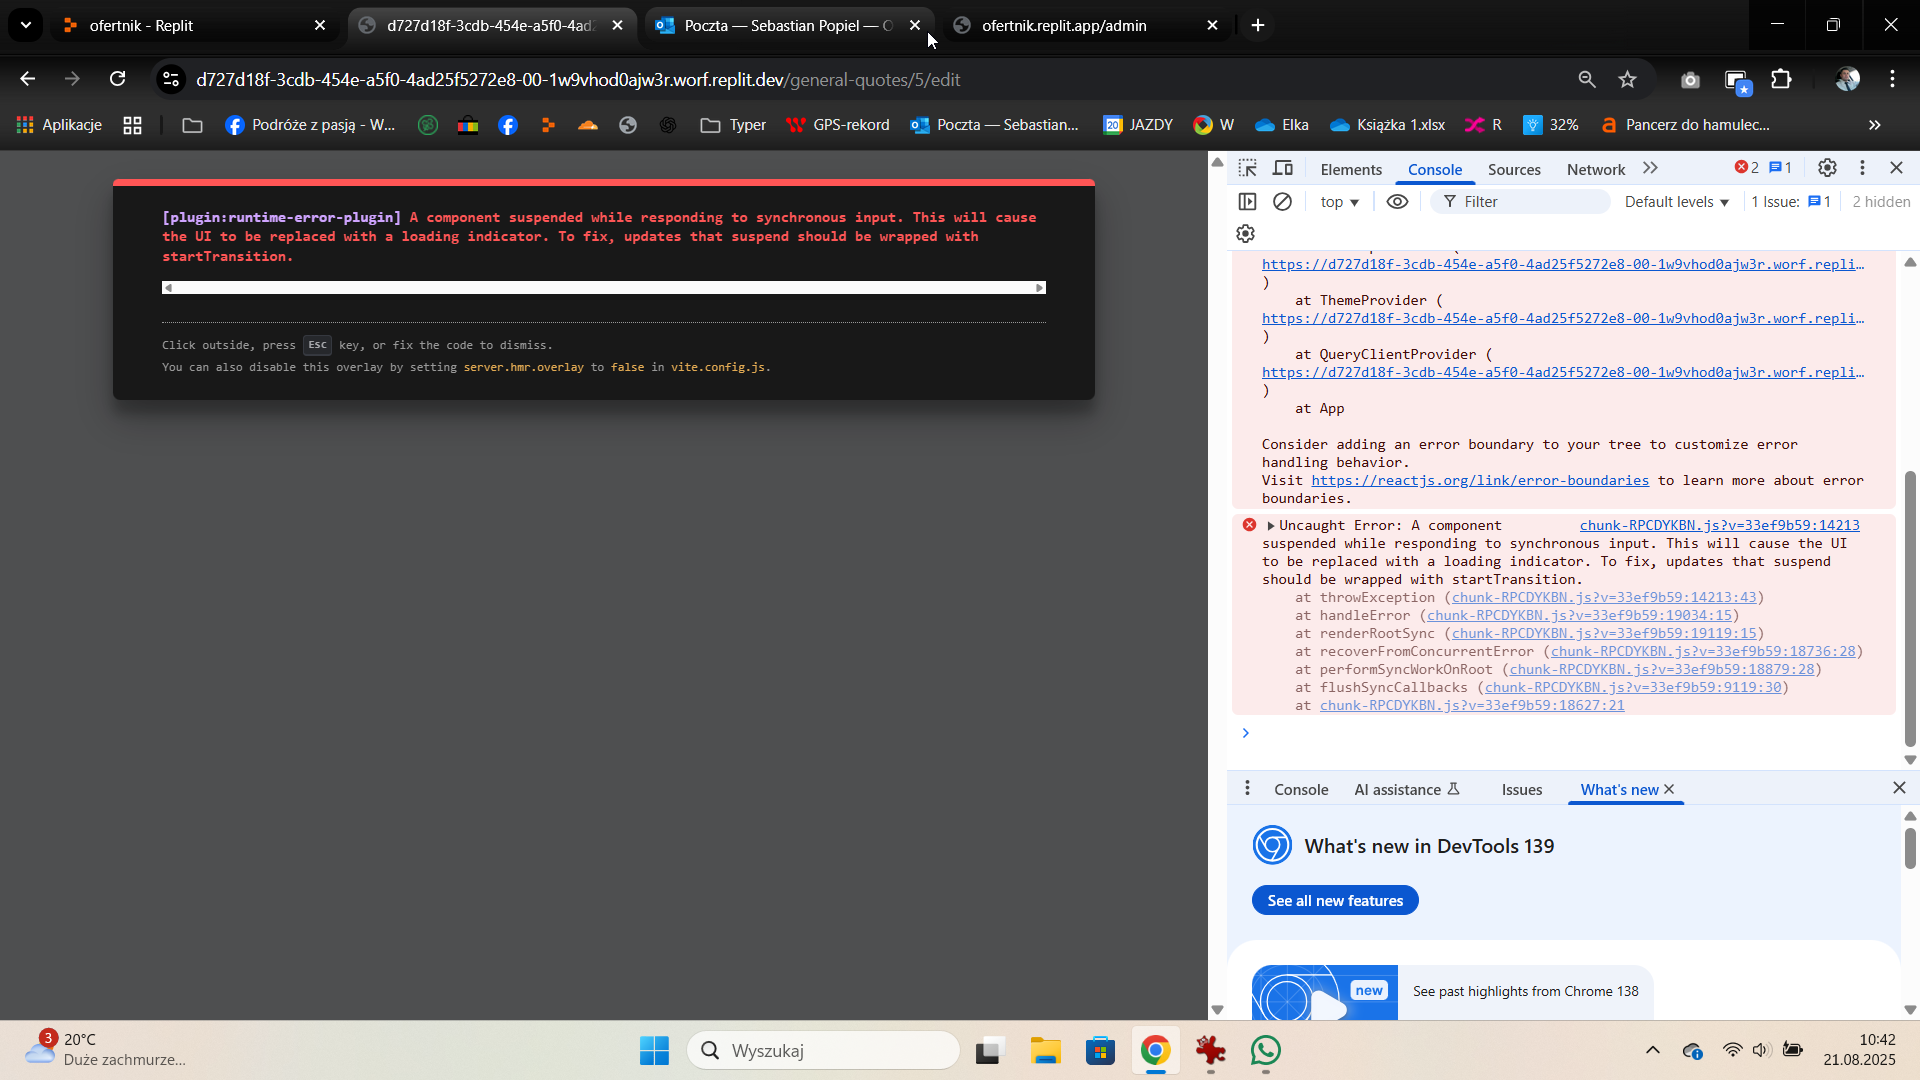 ofertnik - Replit
d727d18f-3cdb-454e-a5f0-4ad2
Poczta — Sebastian Popiel — O
ofertnik.replit.app/admin
d727d18f-3cdb-454e-a5f0-4ad25f5272e8-00-1w9vhod0ajw3r.worf.replit.dev/general-quotes/5/edit
Aplikacje
Podróże z pasją - W...
Typer
GPS-rekord
Poczta — Sebastian...
20
JAZDY
W
Elka
Książka 1.xlsx
R
32%
Pancerz do hamulec...
»
[plugin:runtime-error-plugin] A component suspended while responding to synchronous input. This will cause
the UI to be replaced with a loading indicator. To fix, updates that suspend should be wrapped with
startTransition.
Click outside, press Esc key, or fix the code to dismiss.
You can also disable this overlay by setting server.hmr.overlay to false in vite.config.js.
Elements
Console
Sources
Network
2
1
top
Filter
Default levels
1 Issue: 1
2 hidden
https://d727d18f-3cdb-454e-a5f0-4ad25f5272e8-00-1w9vhod0ajw3r.worf.repli…
)
at ThemeProvider (
https://d727d18f-3cdb-454e-a5f0-4ad25f5272e8-00-1w9vhod0ajw3r.worf.repli…
)
at QueryClientProvider (
https://d727d18f-3cdb-454e-a5f0-4ad25f5272e8-00-1w9vhod0ajw3r.worf.repli…
)
at App
Consider adding an error boundary to your tree to customize error
handling behavior.
Visit https://reactjs.org/link/error-boundaries to learn more about error
boundaries.
Uncaught Error: A component chunk-RPCDYKBN.js?v=33ef9b59:14213
suspended while responding to synchronous input. This will cause the UI
to be replaced with a loading indicator. To fix, updates that suspend
should be wrapped with startTransition.
at throwException (chunk-RPCDYKBN.js?v=33ef9b59:14213:43)
at handleError (chunk-RPCDYKBN.js?v=33ef9b59:19034:15)
at renderRootSync (chunk-RPCDYKBN.js?v=33ef9b59:19119:15)
at recoverFromConcurrentError (chunk-RPCDYKBN.js?v=33ef9b59:18736:28)
at performSyncWorkOnRoot (chunk-RPCDYKBN.js?v=33ef9b59:18879:28)
at flushSyncCallbacks (chunk-RPCDYKBN.js?v=33ef9b59:9119:30)
at chunk-RPCDYKBN.js?v=33ef9b59:18627:21
Console
AI assistance
Issues
What's new
What's new in DevTools 139
See all new features
new
See past highlights from Chrome 138
3
20°C
Duże zachmurze...
Wyszukaj
10:42
21.08.2025